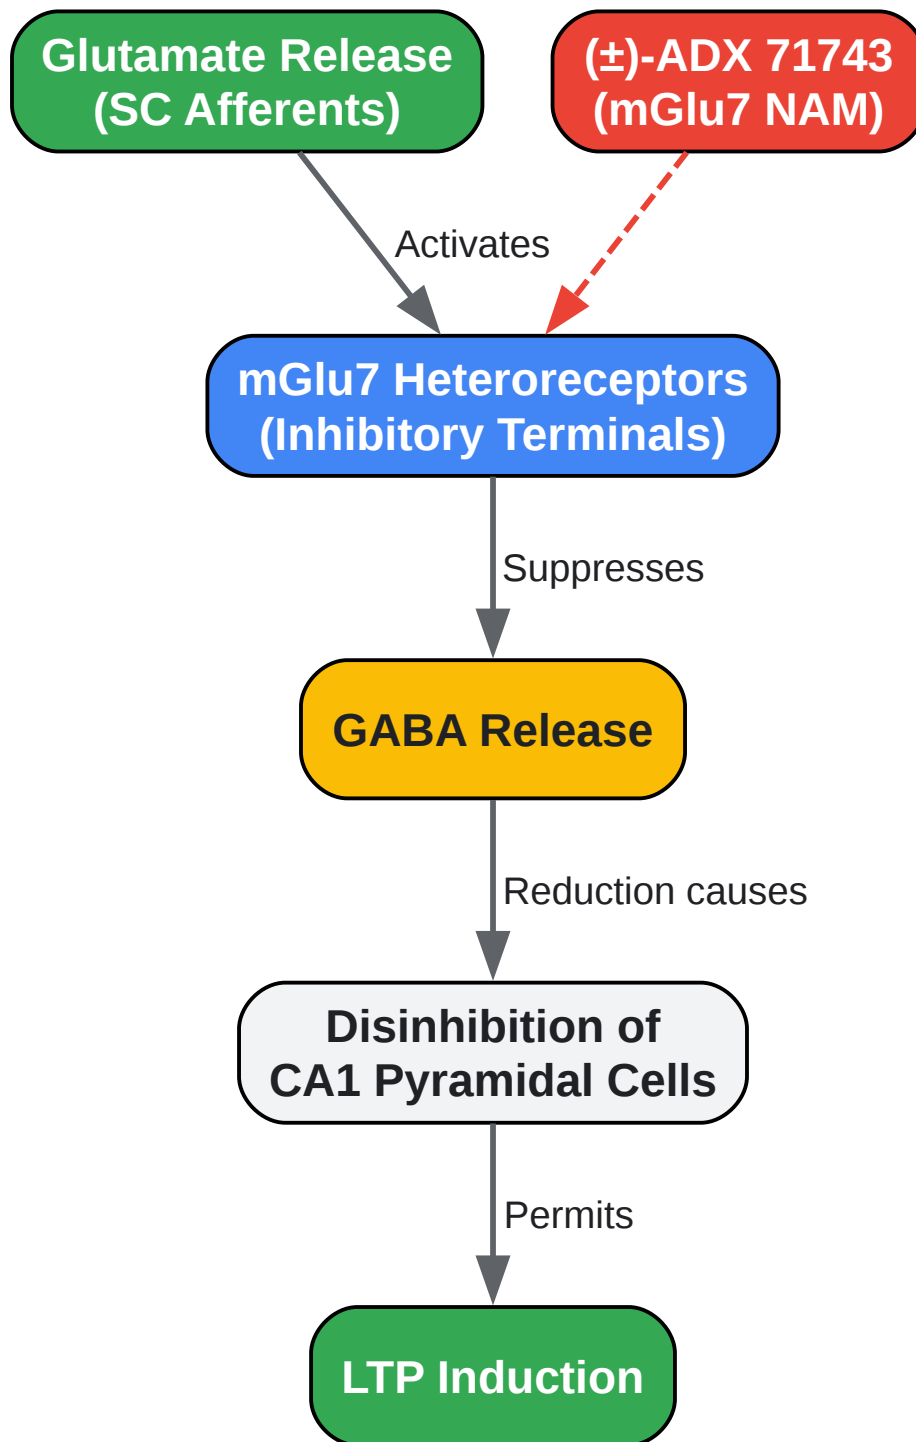 Glutamate Release
(SC Afferents)
(±)-ADX 71743
(mGlu7 NAM)
Activates
mGlu7 Heteroreceptors
(Inhibitory Terminals)
Suppresses
GABA Release
Reduction causes
Disinhibition of
CA1 Pyramidal Cells
Permits
LTP Induction